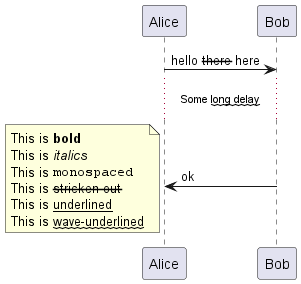 Alice Bob
hello there here
Some long delay
ok
This is bold
This is italics
This is monospaced
This is stricken-out
This is underlined
This is wave-underlined
Alice Bob